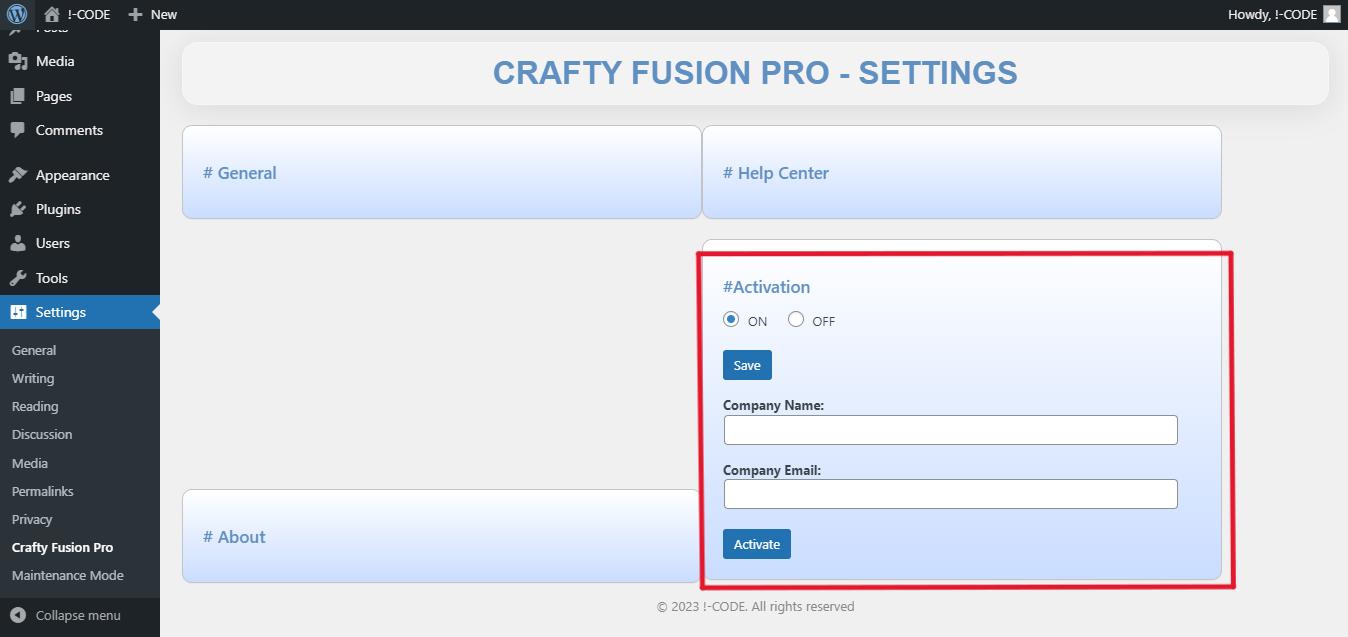 !-CODE New Howdy, !-CODE
Posts
Media
Pages
Comments
Appearance
Plugins
Users
Tools
Settings
General
Writing
Reading
Discussion
Media
Permalinks
Privacy
Crafty Fusion Pro
Maintenance Mode
Collapse menu
CRAFTY FUSION PRO - SETTINGS
# General
# Help Center
#Activation
ON OFF
Save
Company Name:
Company Email:
Activate
# About
© 2023 !-CODE. All rights reserved